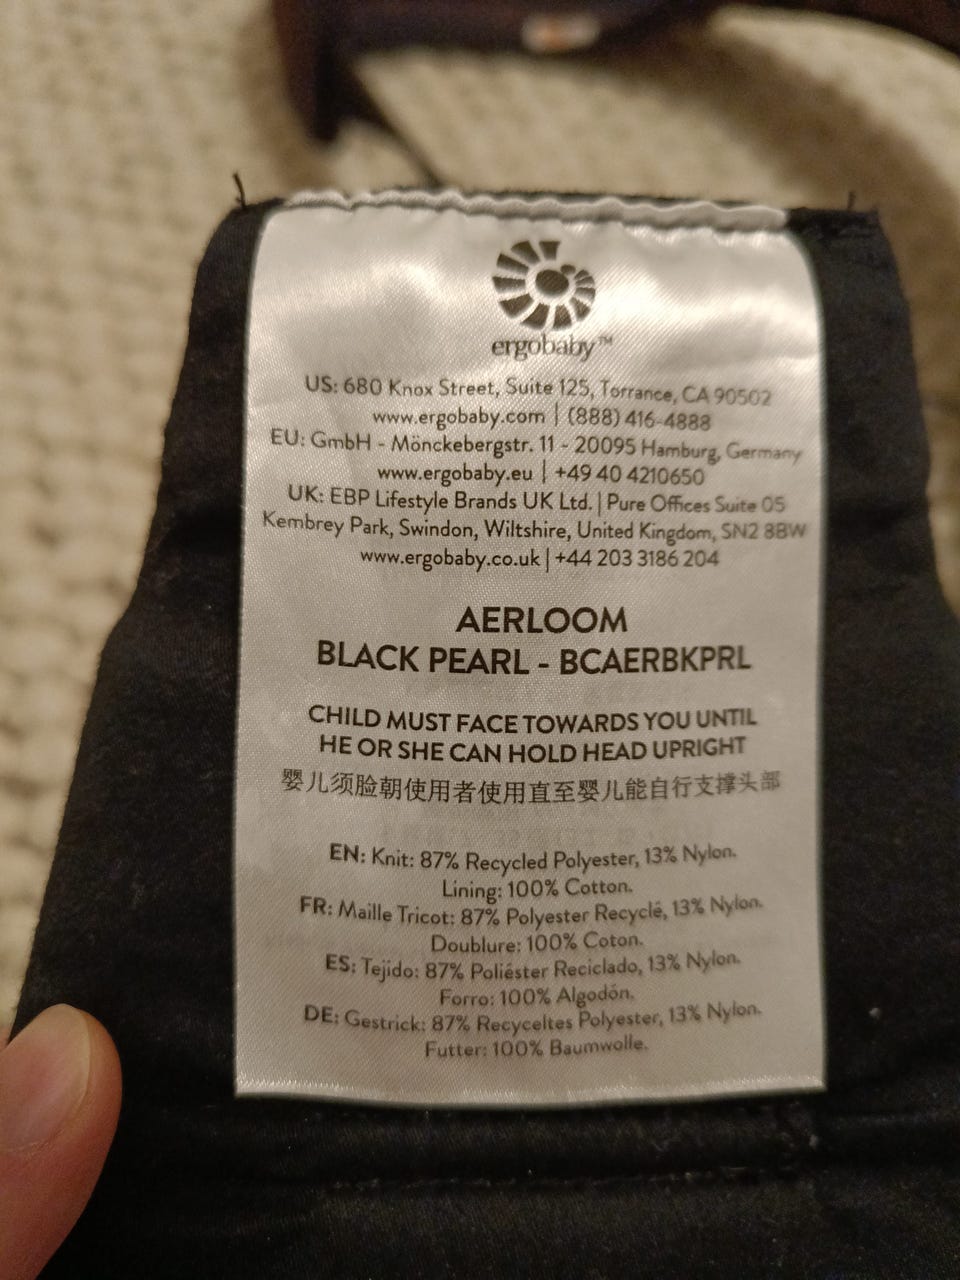 ergobaby™
US: 680 Knox Street, Suite 125, Torrance, CA 90502
www.ergobaby.com | (888) 416-4888
EU: GmbH - Mönckebergstr. 11 - 20095 Hamburg, Germany
www.ergobaby.eu | +49 40 4210650
UK: EBP Lifestyle Brands UK Ltd. | Pure Offices Suite 05
Kembrey Park, Swindon, Wiltshire, United Kingdom, SN2 8BW
www.ergobaby.co.uk | +44 203 3186 204
AERLOOM
BLACK PEARL - BCAERBKPRL
CHILD MUST FACE TOWARDS YOU UNTIL
HE OR SHE CAN HOLD HEAD UPRIGHT
婴儿须脸朝使用者使用直至婴儿能自行支撑头部
EN: Knit: 87% Recycled Polyester, 13% Nylon.
Lining: 100% Cotton.
FR: Maille Tricot: 87% Polyester Recyclé, 13% Nylon.
Doublure: 100% Coton.
ES: Tejido: 87% Poliéster Reciclado, 13% Nylon.
Forro: 100% Algodón.
DE: Gestrick: 87% Recyceltes Polyester, 13% Nylon.
Futter: 100% Baumwolle.